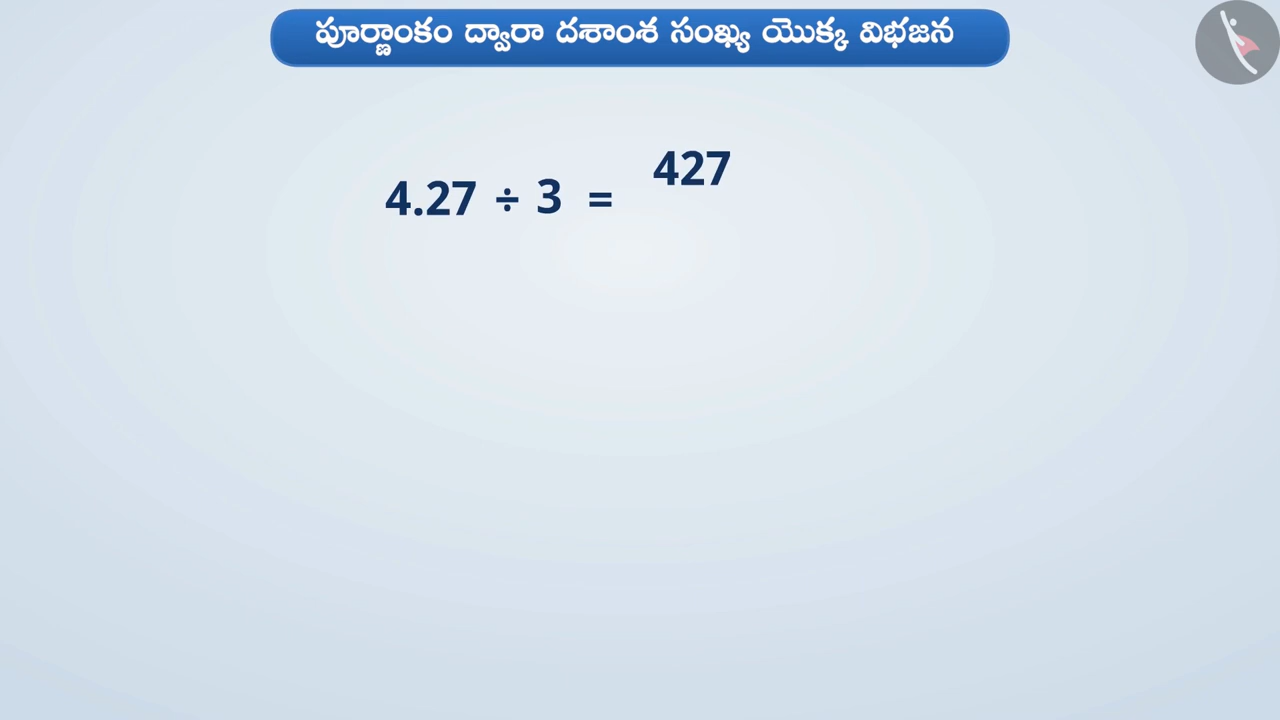 పూర్ణాంకం ద్వారా దశాంశ సంఖ్య యొక్క విభజన
427
4.27 ÷ 3 =